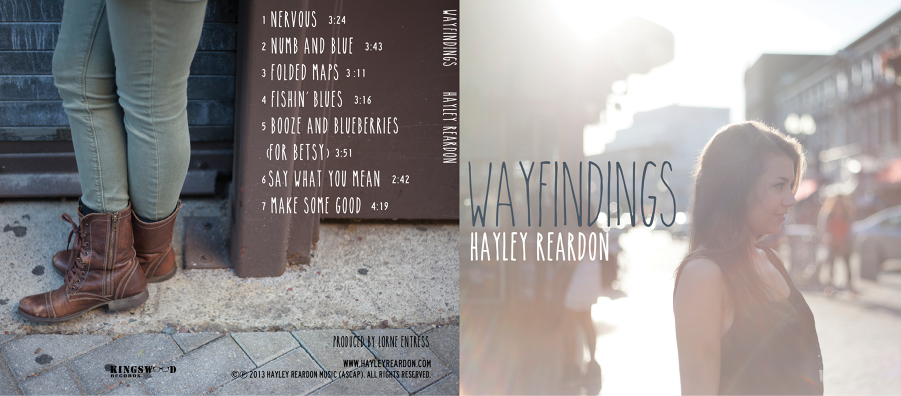 1 NERVOUS 3:24
2 NUMB AND BLUE 3:43
3 FOLDED MAPS 3:11
4 FISHIN' BLUES 3:16
5 BOOZE AND BLUEBERRIES
(FOR BETSY) 3:51
6 SAY WHAT YOU MEAN 2:42
7 MAKE SOME GOOD 4:19
PRODUCED BY LORNE ENTRESS
WWW.HAYLEYREARDON.COM
©℗ 2013 HAYLEY REARDON MUSIC (ASCAP). ALL RIGHTS RESERVED.
KINGSWOOD
RECORDS
WAYFINDINGS HAYLEY REARDON
WAYFINDINGS
HAYLEY REARDON